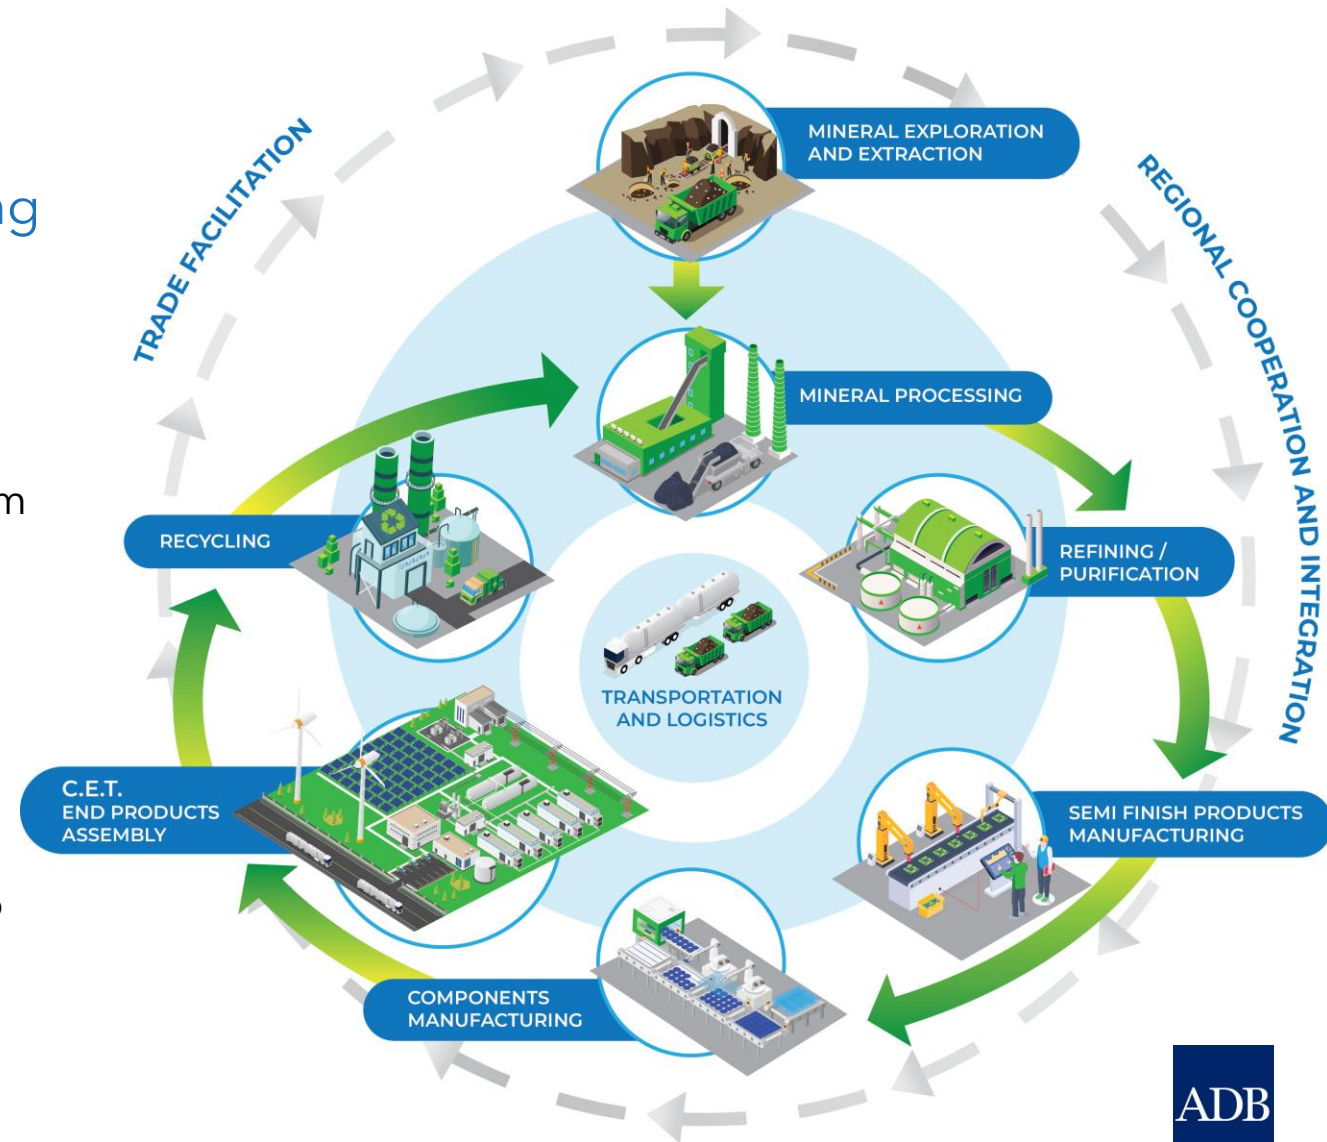 ng
m
TRADE FACILITATION
REGIONAL COOPERATION AND INTEGRATION
MINERAL EXPLORATION
AND EXTRACTION
MINERAL PROCESSING
RECYCLING
REFINING /
PURIFICATION
TRANSPORTATION
AND LOGISTICS
C.E.T.
END PRODUCTS
ASSEMBLY
SEMI FINISH PRODUCTS
MANUFACTURING
COMPONENTS
MANUFACTURING
ADB